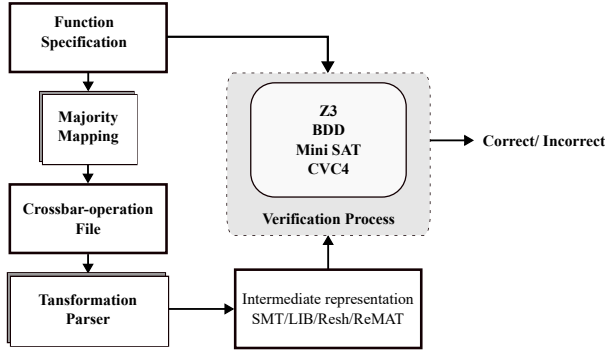 Function
Specification
Majority
Mapping
Crossbar-operation
File
Tansformation
Parser
Intermediate representation
SMT/LIB/Resh/ReMAT
Z3
BDD
Mini SAT
CVC4
Verification Process
Correct/ Incorrect